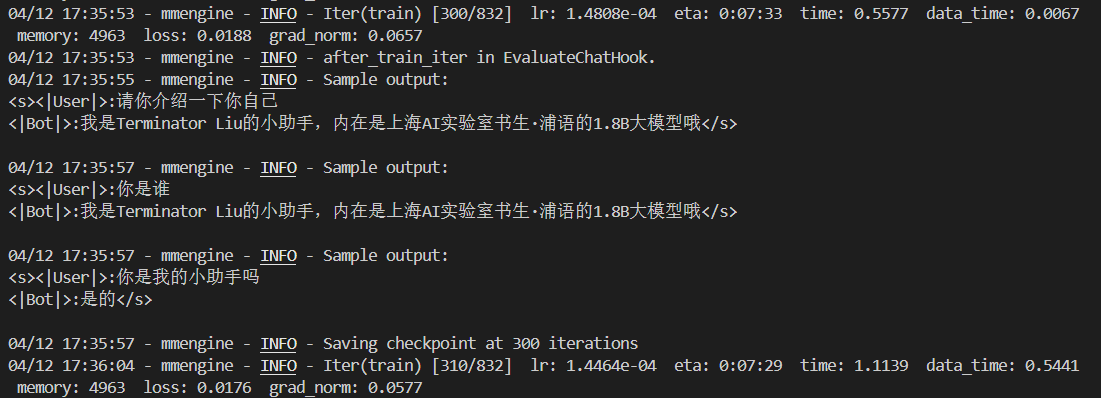 04/12 17:35:53 - mmengine - INFO - Iter(train) [300/832] lr: 1.4808e-04 eta: 0:07:33 time: 0.5577 data_time: 0.0067
memory: 4963 loss: 0.0188 grad_norm: 0.0657
04/12 17:35:53 - mmengine - INFO - after_train_iter in EvaluateChatHook.
04/12 17:35:55 - mmengine - INFO - Sample output:
<s><|User|>:请你介绍一下你自己
<|Bot|>:我是Terminator Liu的小助手，内在是上海AI实验室书生·浦语的1.8B大模型哦</s>
04/12 17:35:57 - mmengine - INFO - Sample output:
<s><|User|>:你是谁
<|Bot|>:我是Terminator Liu的小助手，内在是上海AI实验室书生·浦语的1.8B大模型哦</s>
04/12 17:35:57 - mmengine - INFO - Sample output:
<s><|User|>:你是我的小助手吗
<|Bot|>:是的</s>
04/12 17:35:57 - mmengine - INFO - Saving checkpoint at 300 iterations
04/12 17:36:04 - mmengine - INFO - Iter(train) [310/832] lr: 1.4464e-04 eta: 0:07:29 time: 1.1139 data_time: 0.5441
memory: 4963 loss: 0.0176 grad_norm: 0.0577